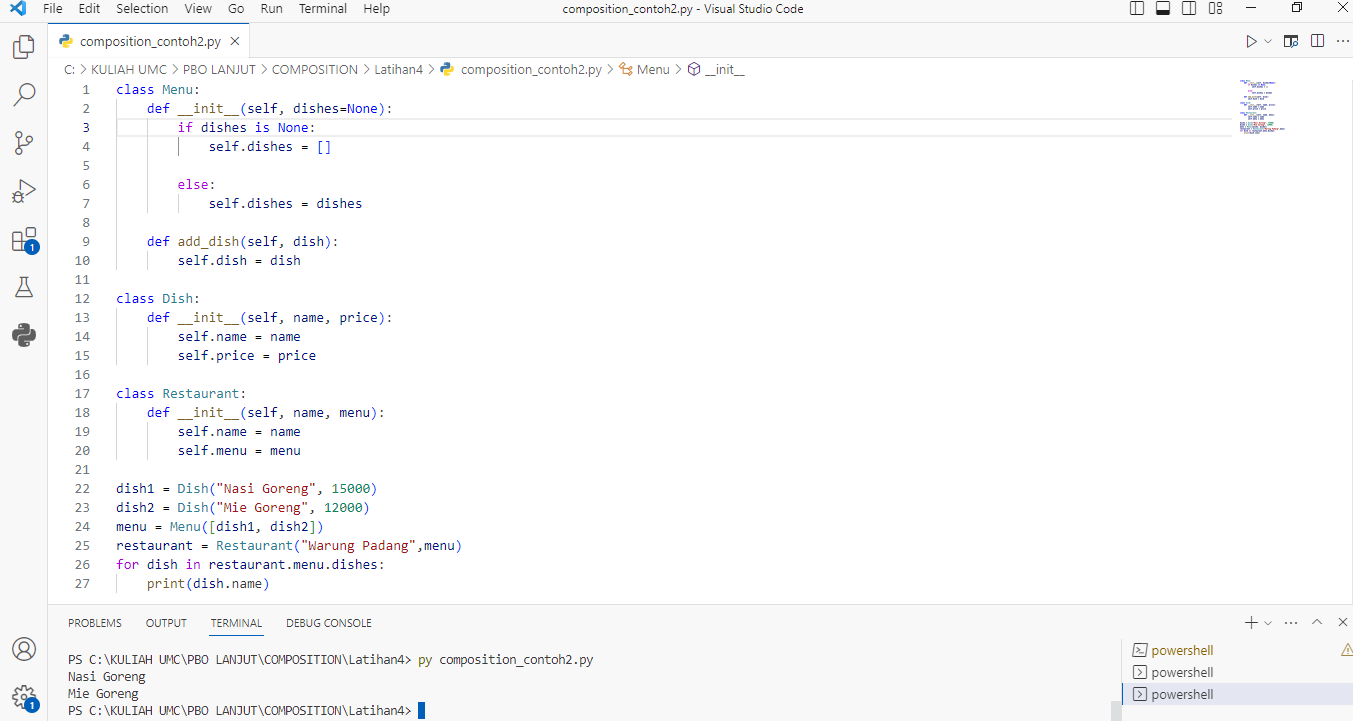 File Edit Selection View Go Run Terminal Help composition_contoh2.py - Visual Studio Code
composition_contoh2.py
C: > KULIAH UMC > PBO LANJUT > COMPOSITION > Latihan4 > composition_contoh2.py > Menu > __init__
1 class Menu:
2     def __init__(self, dishes=None):
3         if dishes is None:
4             self.dishes = []
5
6         else:
7             self.dishes = dishes
8
9     def add_dish(self, dish):
10         self.dish = dish
11
12 class Dish:
13     def __init__(self, name, price):
14         self.name = name
15         self.price = price
16
17 class Restaurant:
18     def __init__(self, name, menu):
19         self.name = name
20         self.menu = menu
21
22 dish1 = Dish("Nasi Goreng", 15000)
23 dish2 = Dish("Mie Goreng", 12000)
24 menu = Menu([dish1, dish2])
25 restaurant = Restaurant("Warung Padang",menu)
26 for dish in restaurant.menu.dishes:
27     print(dish.name)
1
1
PROBLEMS OUTPUT TERMINAL DEBUG CONSOLE
PS C:\KULIAH UMC\PBO LANJUT\COMPOSITION\Latihan4> py composition_contoh2.py
Nasi Goreng
Mie Goreng
PS C:\KULIAH UMC\PBO LANJUT\COMPOSITION\Latihan4>
powershell
powershell
powershell